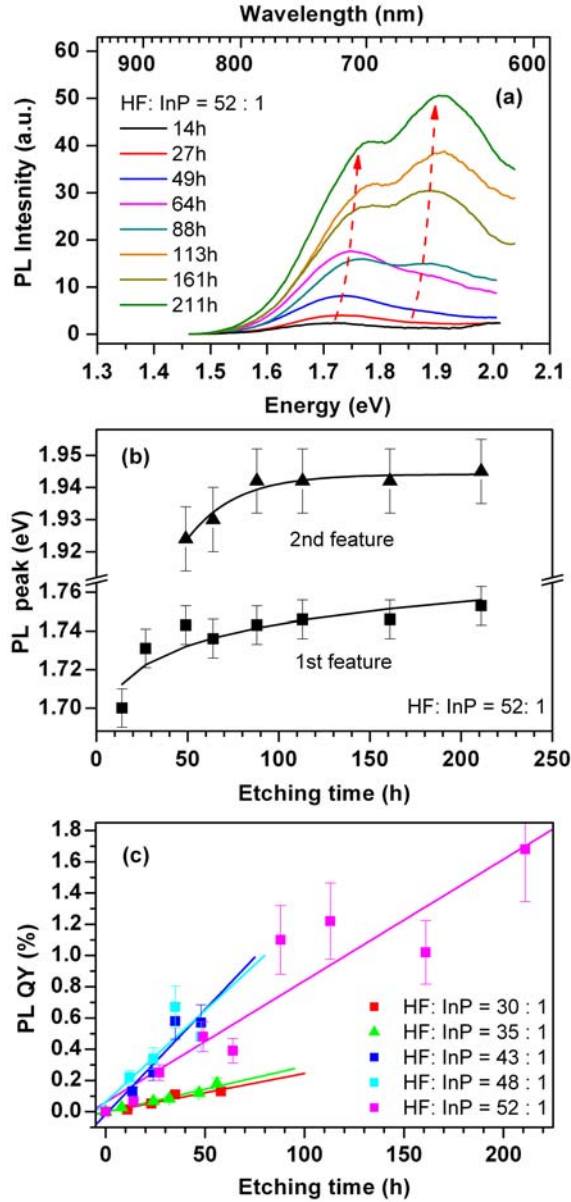 Wavelength (nm)
900 800 700 600
60
50
40
30
20
10
0
PL Intesnity (a.u.)
(a)
HF: InP = 52 : 1
14h
27h
49h
64h
88h
113h
161h
211h
1.3 1.4 1.5 1.6 1.7 1.8 1.9 2.0 2.1
Energy (eV)
(b)
1.95
1.94
1.93
1.92
1.76
1.74
1.72
1.70
PL peak (eV)
2nd feature
1st feature
HF: InP = 52: 1
0 50 100 150 200 250
Etching time (h)
(c)
1.8
1.6
1.4
1.2
1.0
0.8
0.6
0.4
0.2
0.0
PL QY (%)
HF: InP = 30 : 1
HF: InP = 35 : 1
HF: InP = 43 : 1
HF: InP = 48 : 1
HF: InP = 52 : 1
0 50 100 150 200
Etching time (h)